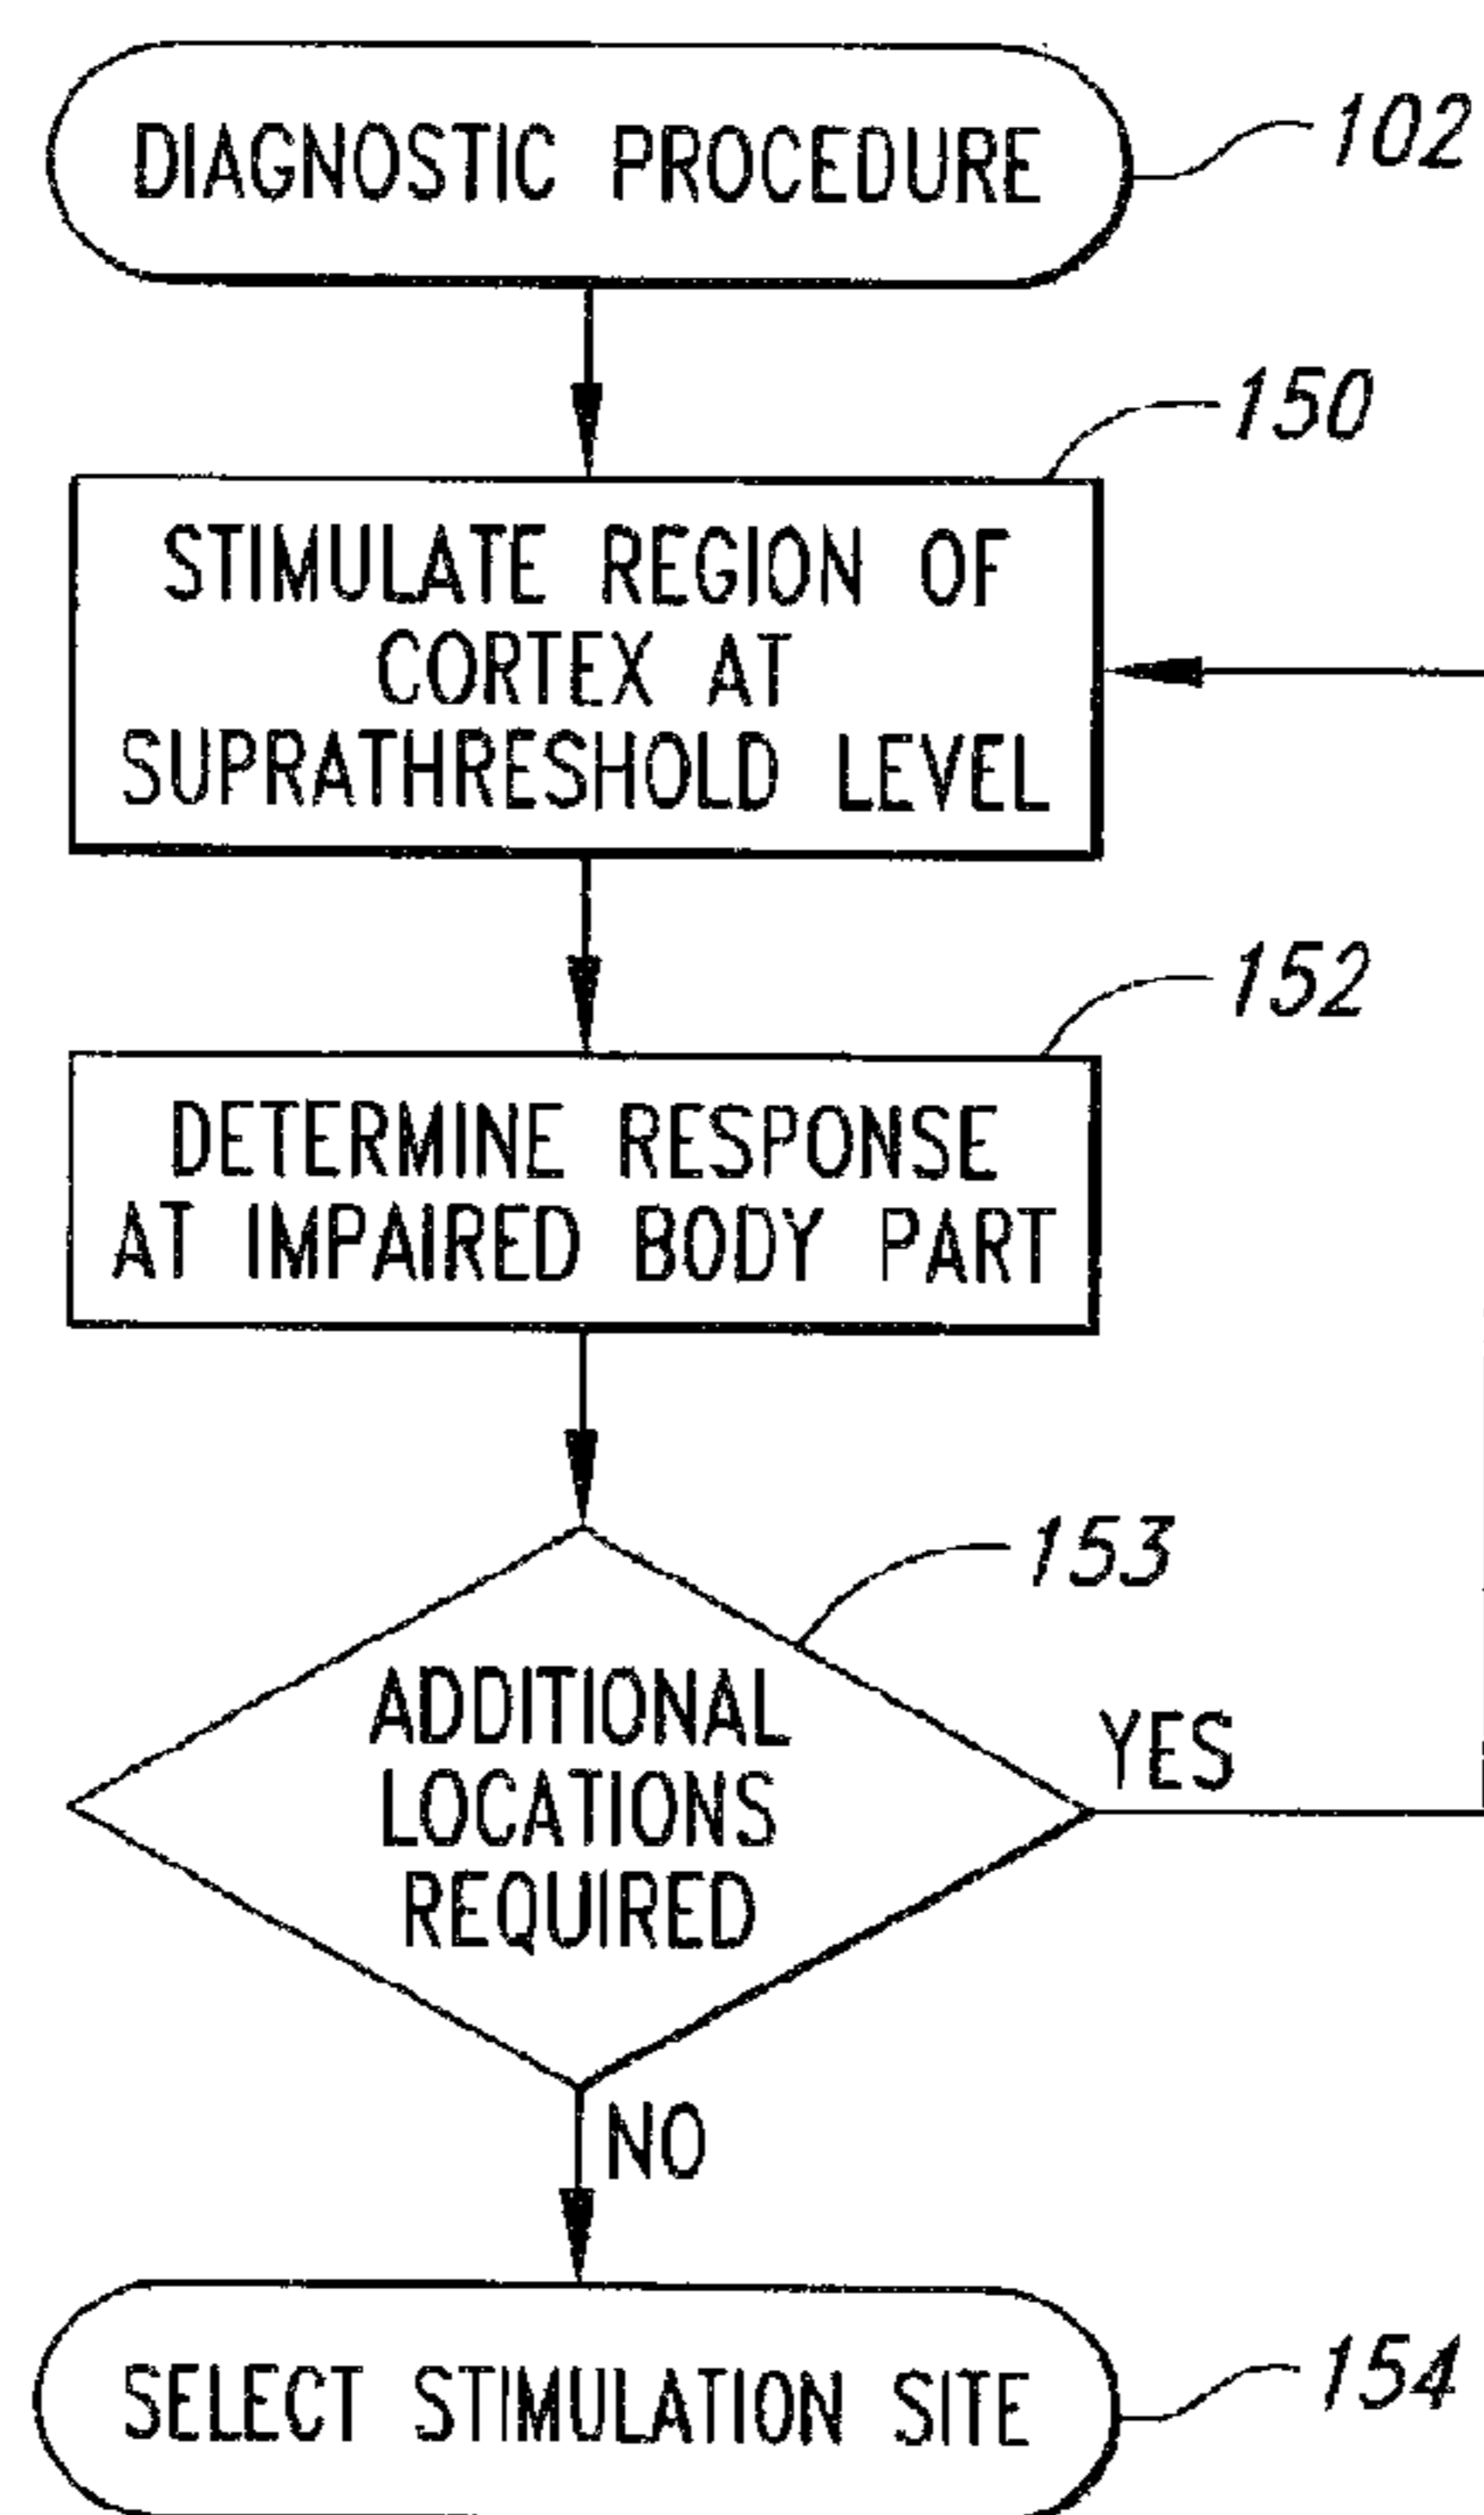 DIAGNOSTIC PROCEDURE
102
150
STIMULATE REGION OF
CORTEX AT
SUPRATHRESHOLD LEVEL
152
DETERMINE RESPONSE
AT IMPAIRED BODY PART
153
ADDITIONAL
LOCATIONS
REQUIRED
YES
NO
SELECT STIMULATION SITE
154